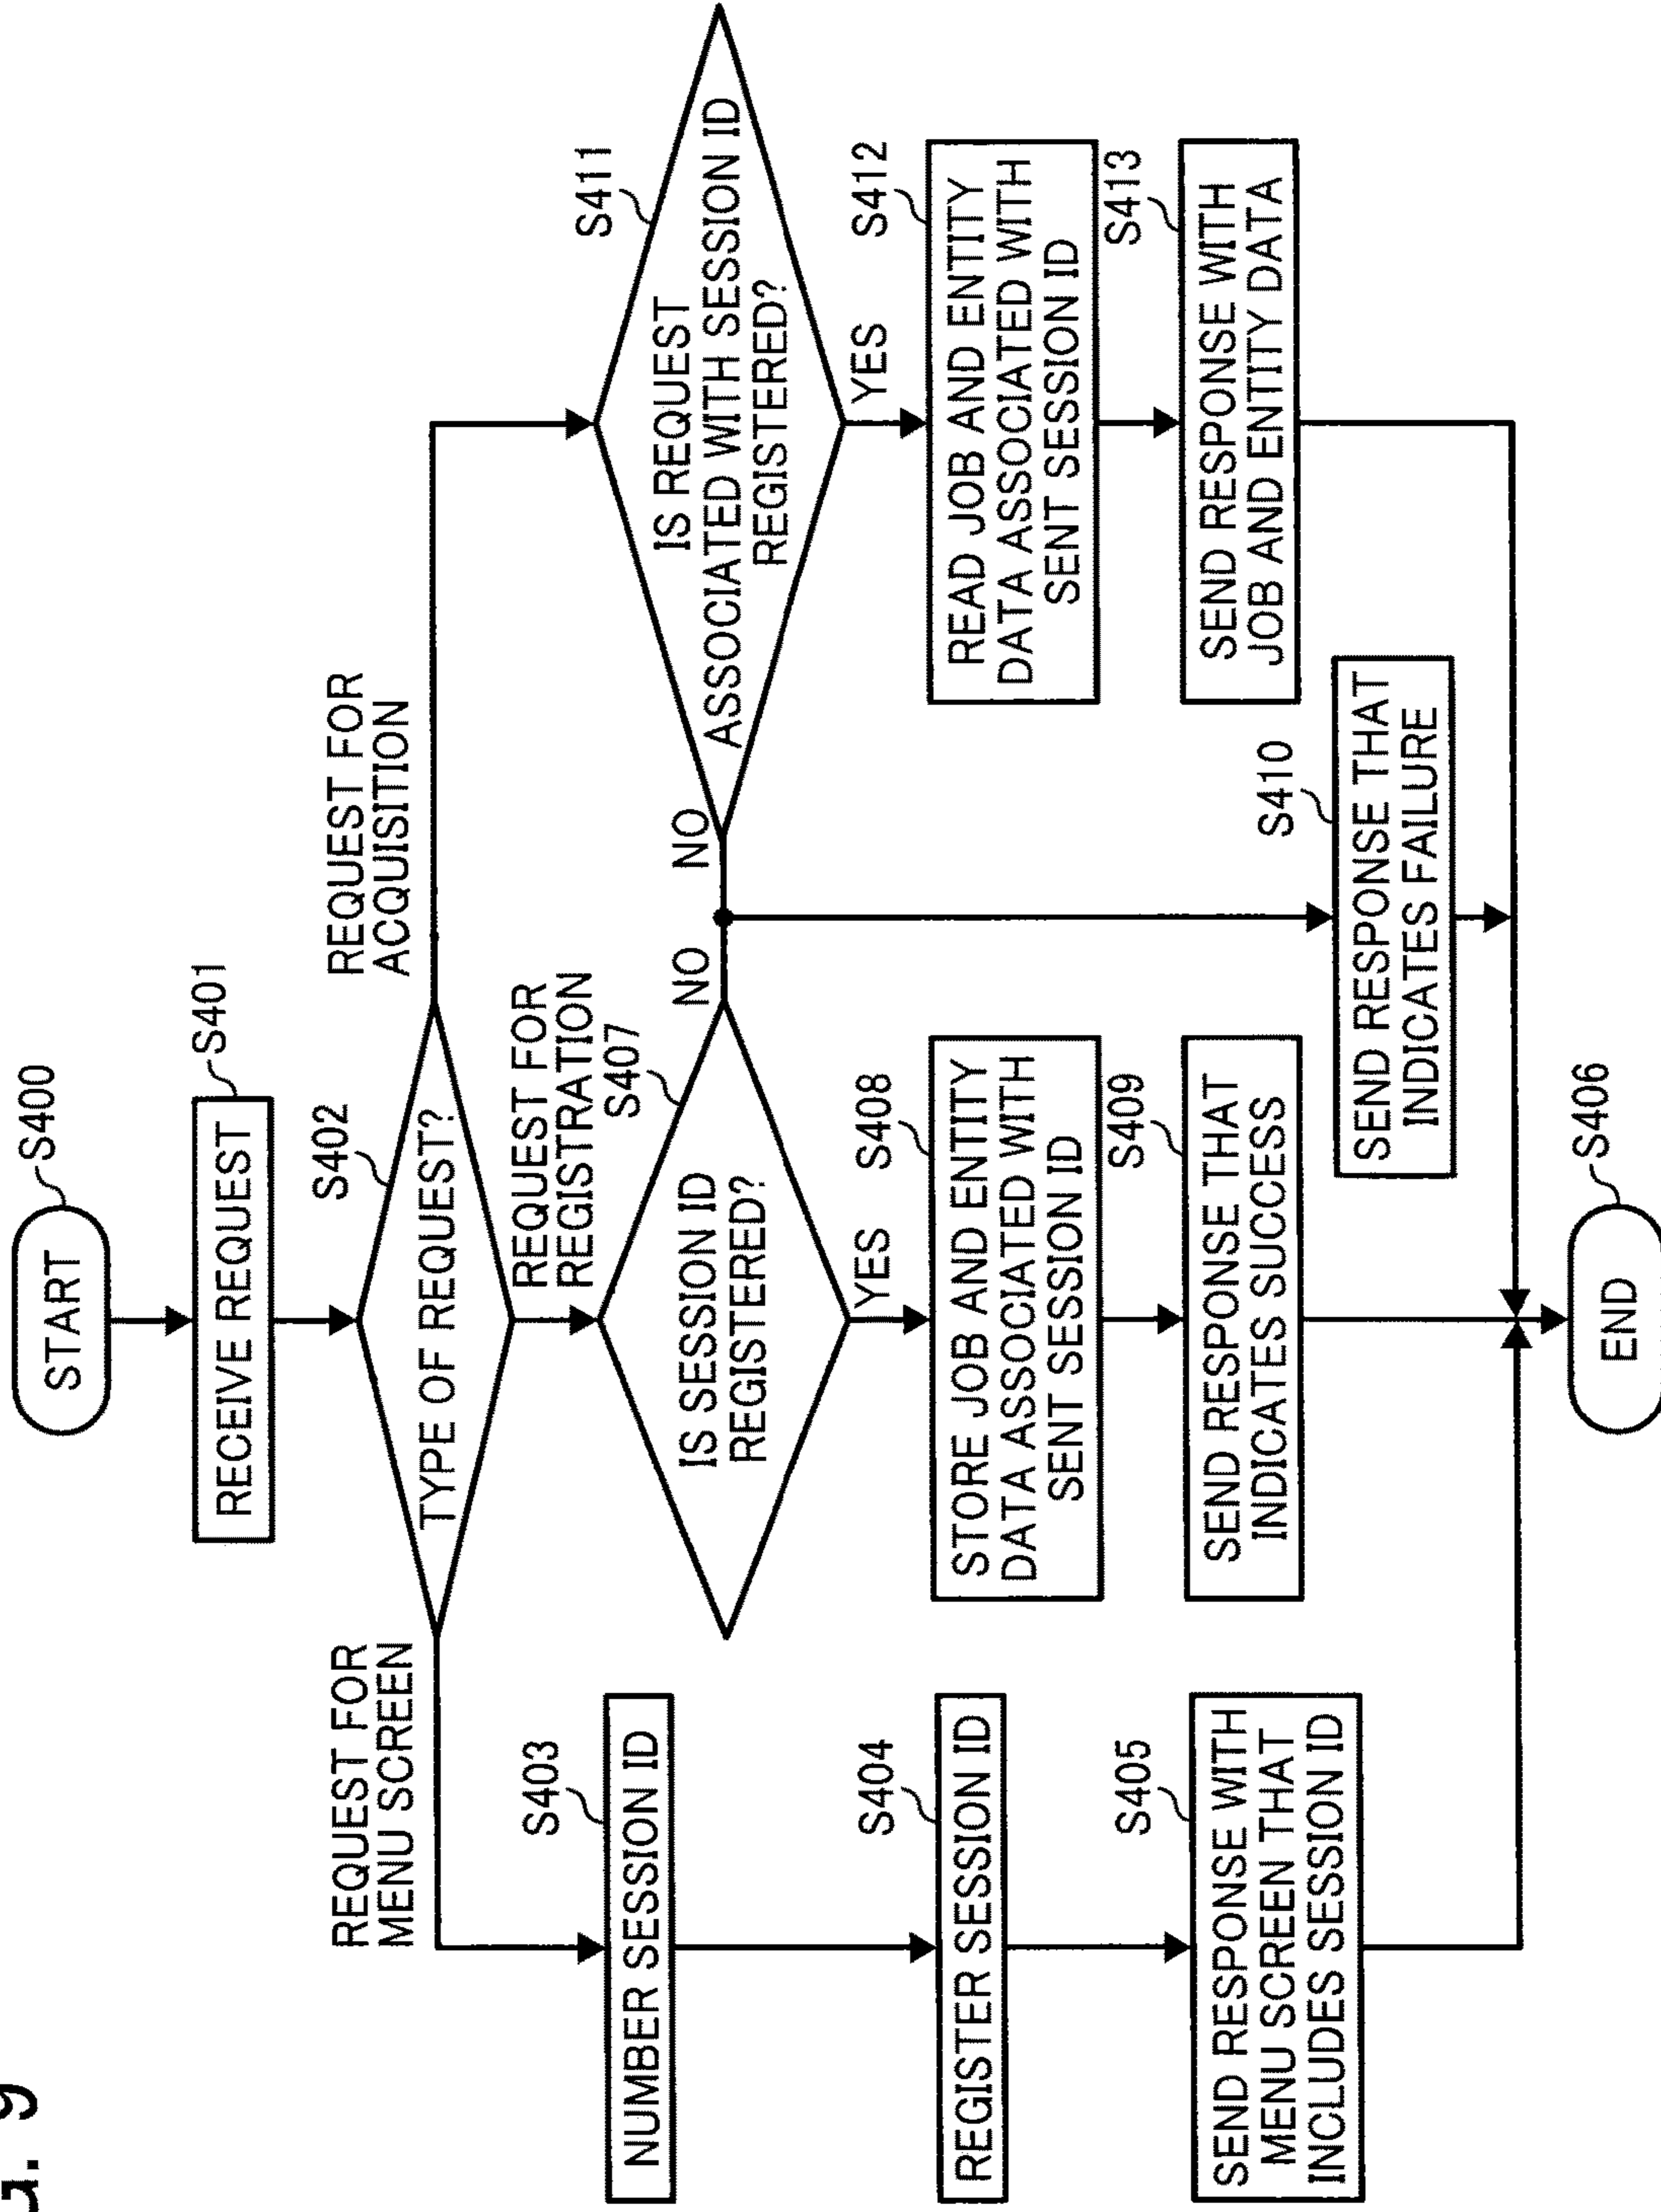 G. 9
START
S400
RECEIVE REQUEST
S401
S402
TYPE OF REQUEST?
REQUEST FOR
MENU SCREEN
REQUEST FOR
REGISTRATION
REQUEST FOR
ACQUISITION
S403
NUMBER SESSION ID
S404
REGISTER SESSION ID
S405
SEND RESPONSE WITH
MENU SCREEN THAT
INCLUDES SESSION ID
S407
IS SESSION ID
REGISTERED?
NO
YES
S408
STORE JOB AND ENTITY
DATA ASSOCIATED WITH
SENT SESSION ID
S409
SEND RESPONSE THAT
INDICATES SUCCESS
S411
IS REQUEST
ASSOCIATED WITH SESSION ID
REGISTERED?
NO
YES
S412
READ JOB AND ENTITY
DATA ASSOCIATED WITH
SENT SESSION ID
S413
SEND RESPONSE WITH
JOB AND ENTITY DATA
S410
SEND RESPONSE THAT
INDICATES FAILURE
END
S406